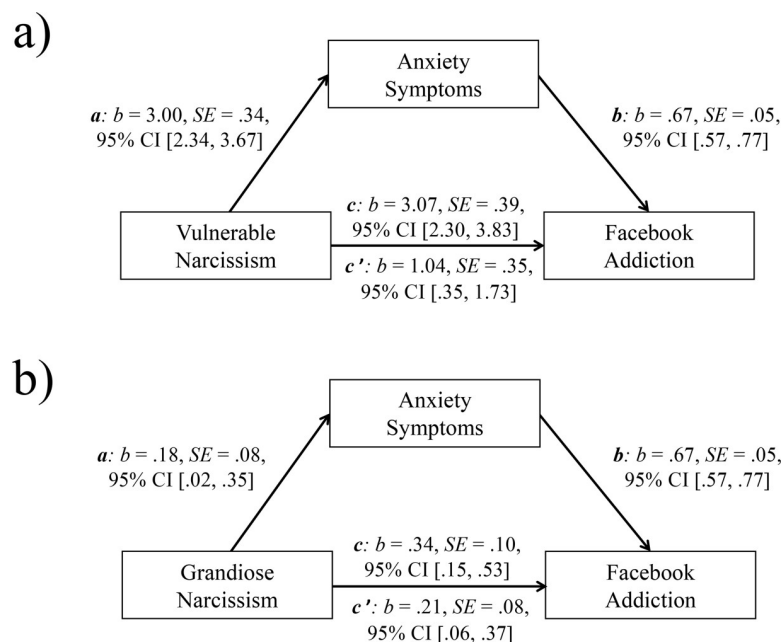 a)
Anxiety
Symptoms
a: b = 3.00, SE = .34,
95% CI [2.34, 3.67]
b: b = .67, SE = .05,
95% CI [.57, .77]
Vulnerable
Narcissism
c: b = 3.07, SE = .39,
95% CI [2.30, 3.83]
c’: b = 1.04, SE = .35,
95% CI [.35, 1.73]
Facebook
Addiction
b)
Anxiety
Symptoms
a: b = .18, SE = .08,
95% CI [.02, .35]
b: b = .67, SE = .05,
95% CI [.57, .77]
Grandiose
Narcissism
c: b = .34, SE = .10,
95% CI [.15, .53]
c’: b = .21, SE = .08,
95% CI [.06, .37]
Facebook
Addiction